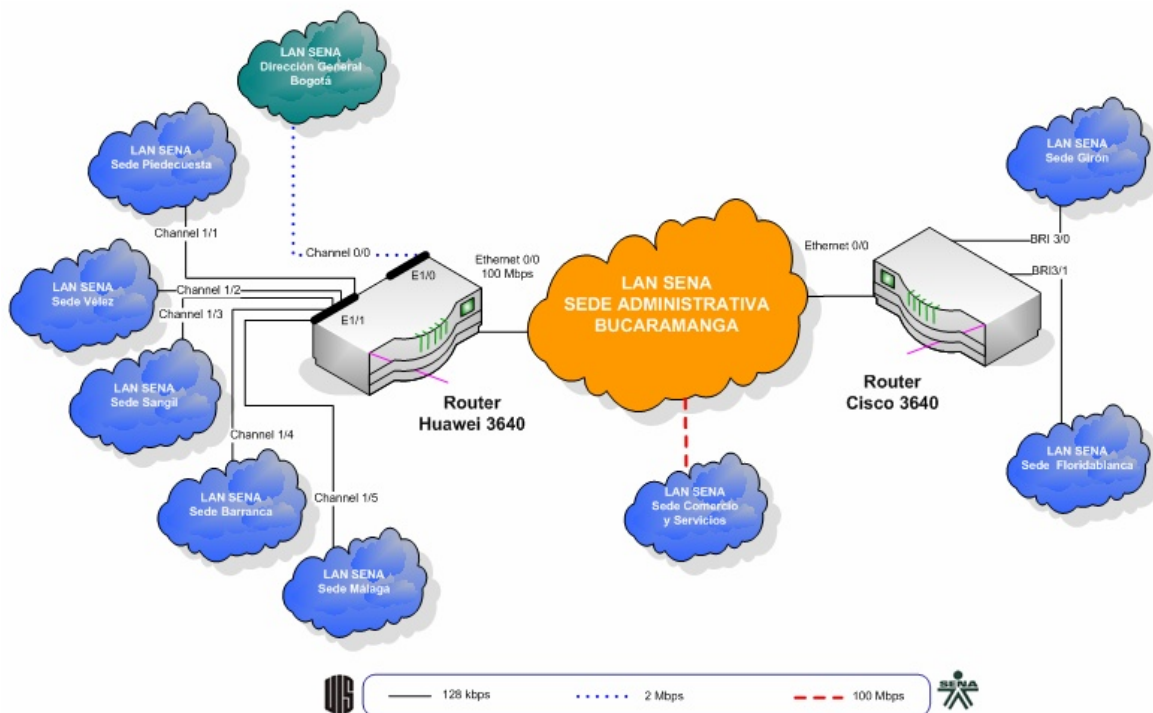 LAN SENA
Dirección General
Bogotá
LAN SENA
Sede Piedecuesta
Channel 1/1
Channel 0/0
E1/0
Ethernet 0/0
100 Mbps
LAN SENA
Sede Vélez
Channel 1/2
Channel 1/3
E1/1
LAN SENA
Sede Sangil
Channel 1/4
LAN SENA
Sede Barranca
Channel 1/5
LAN SENA
Sede Málaga
Router
Huawei 3640
LAN SENA
SEDE ADMINISTRATIVA
BUCARAMANGA
LAN SENA
Sede Comercio
y Servicios
Ethernet 0/0
Router
Cisco 3640
LAN SENA
Sede Girón
BRI 3/0
BRI3/1
LAN SENA
Sede Floridablanca
UIS
128 kbps
2 Mbps
100 Mbps
SENA